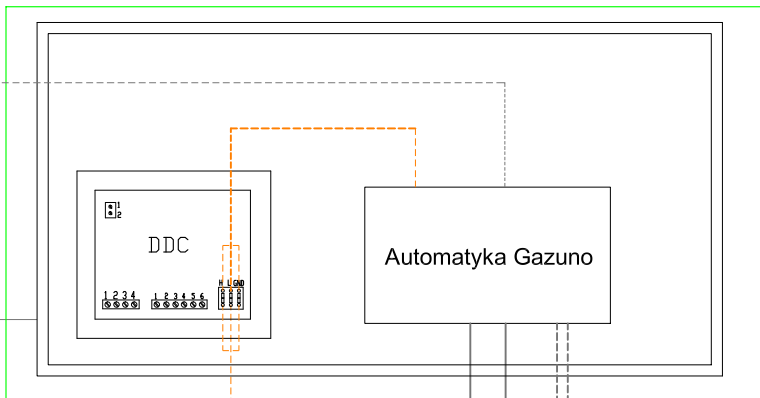 1
2
DDC
Automatyka Gazuno
H L GND
1 2 3 4
1 2 3 4 5 6